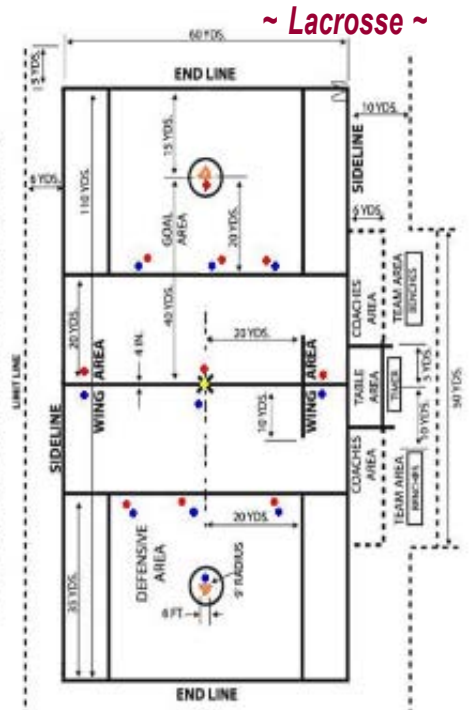 ~ Lacrosse ~
60 YDS.
5 YDS.
END LINE
10 YDS.
15 YDS.
SIDELINE
6 YDS.
110 YDS.
GOAL AREA
20 YDS.
6 YDS.
40 YDS.
COACHES AREA
TEAM AREA
BENCHES
20 YDS.
4 IN.
20 YDS.
WING AREA
LIMIT LINE
TABLE AREA
TIMER
5 YDS.
50 YDS.
10 YDS.
WING AREA
10 YDS.
SIDELINE
COACHES AREA
TEAM AREA
BENCHES
20 YDS.
DEFENSIVE AREA
35 YDS.
9' RADIUS
6 FT.
END LINE